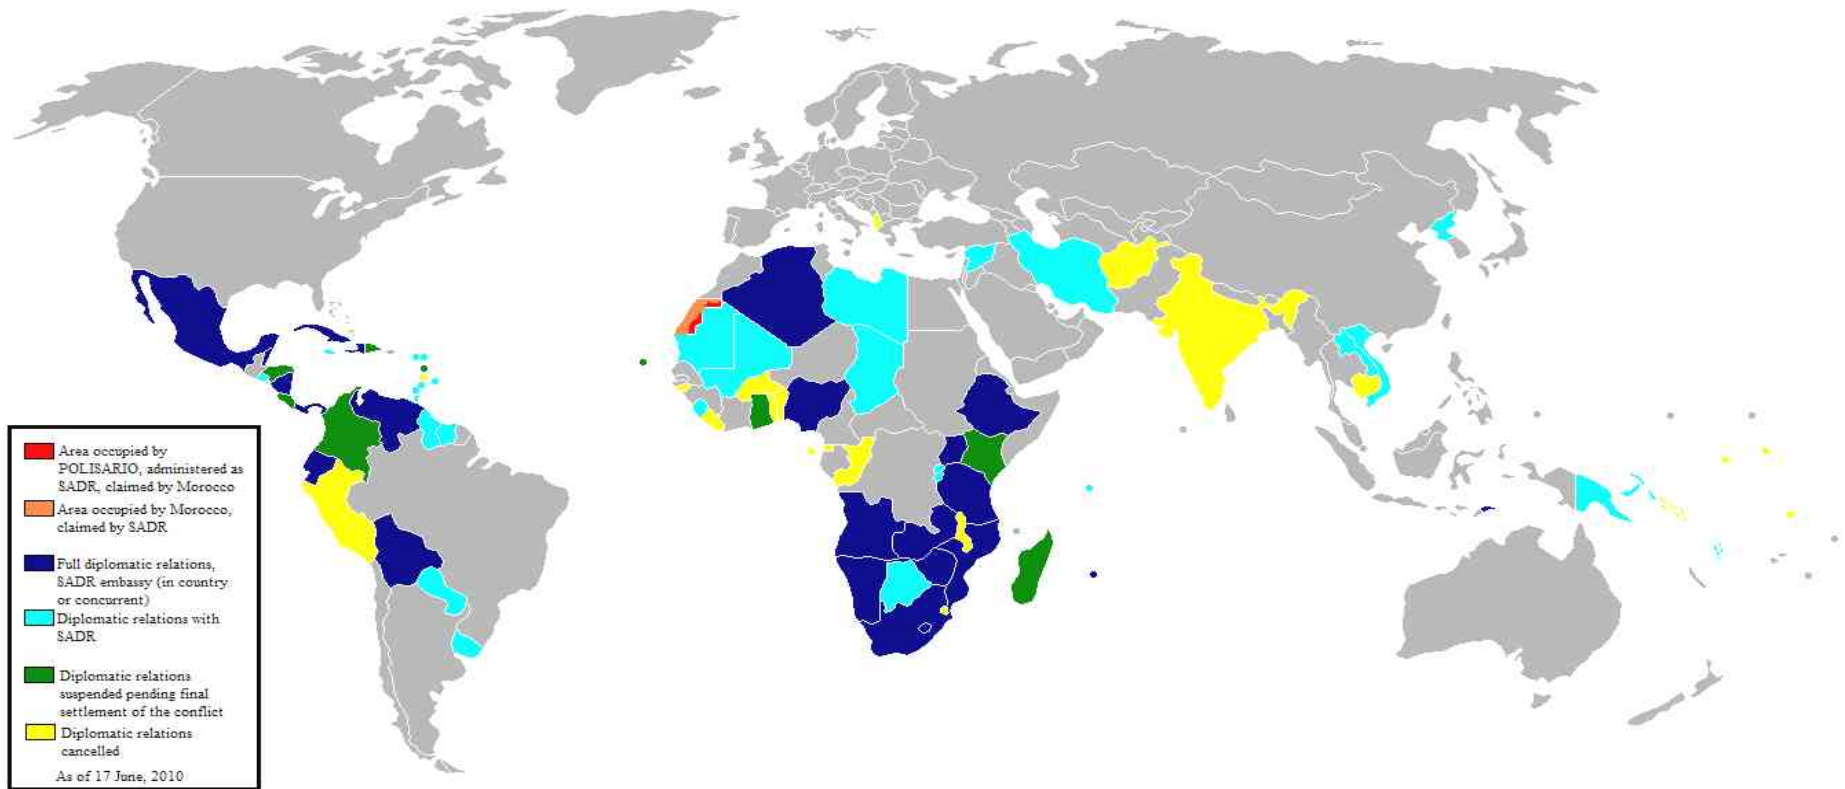 Area occupied by
POLISARIO, administered as
SADR, claimed by Morocco
Area occupied by Morocco,
claimed by SADR
Full diplomatic relations,
SADR embassy (in country
or concurrent)
Diplomatic relations with
SADR
Diplomatic relations
suspended pending final
settlement of the conflict
Diplomatic relations
cancelled
As of 17 June, 2010